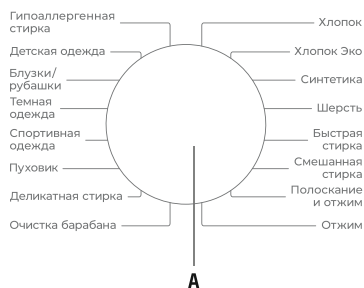 Гипоаллергенная
стирка
Детская одежда
Блузки/
рубашки
Темная
одежда
Спортивная
одежда
Пуховик
Деликатная стирка
Очистка барабана
Хлопок
Хлопок Эко
Синтетика
Шерсть
Быстрая
стирка
Смешанная
стирка
Полоскание
и отжим
Отжим
A